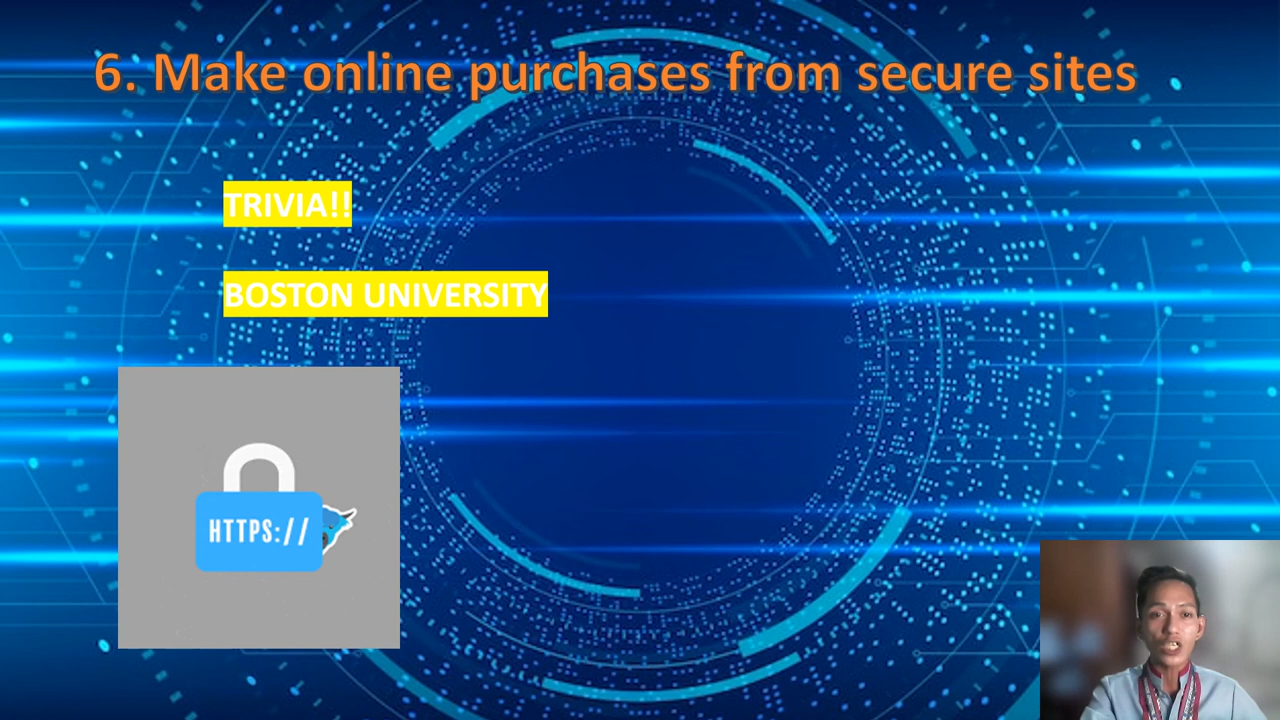 6. Make online purchases from secure sites
TRIVIA!!
BOSTON UNIVERSITY
HTTPS://